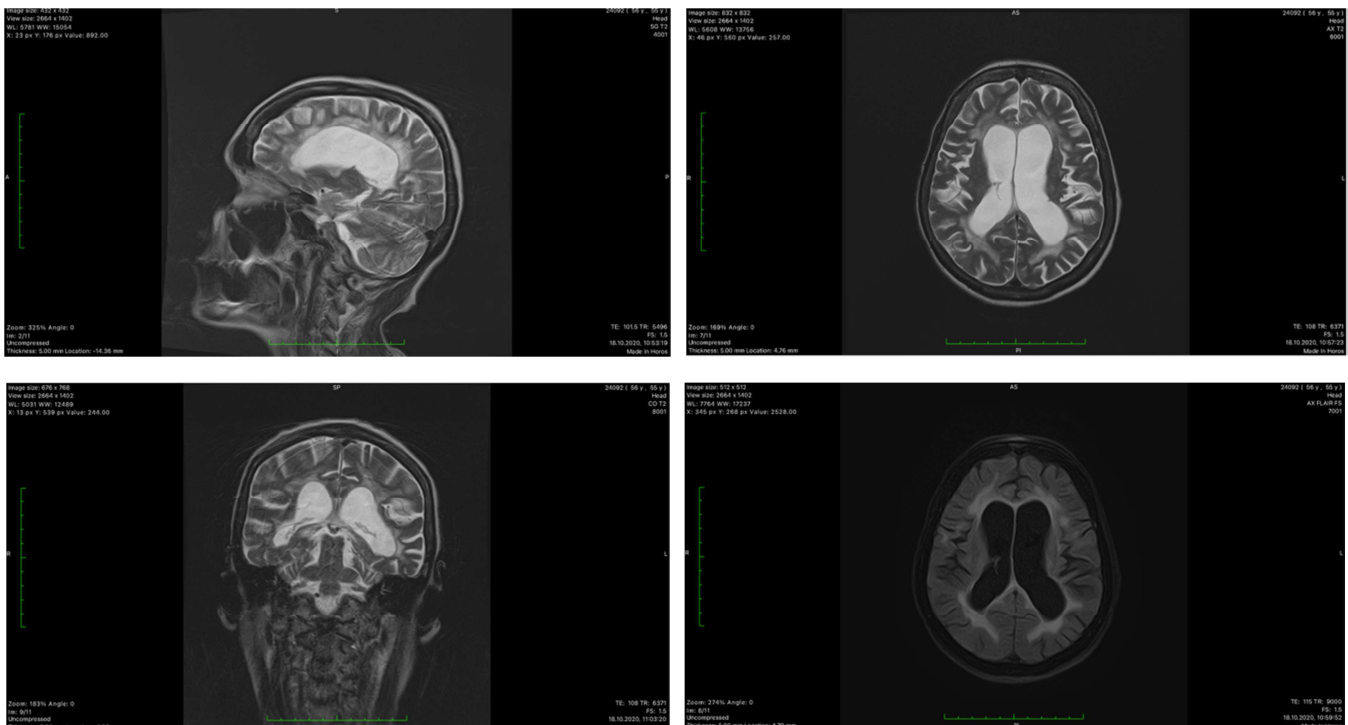 Image size: 432 x 432
View size: 2664 x 1402
WL: 5781 WW: 15054
X: 23 px Y: 176 px Value: 892.00
S
24092 ( 56 y , 55 y )
Head
SG T2
4001
A
P
Zoom: 325% Angle: 0
Im: 2/11
Uncompressed
Thickness: 5.00 mm Location: -14.36 mm
I
TE: 101.5 TR: 5496
FS: 1.5
18.10.2020, 10:53:19
Made In Horos
Image size: 832 x 832
View size: 2664 x 1402
WL: 5608 WW: 13756
X: 46 px Y: 560 px Value: 257.00
AS
24092 ( 56 y , 55 y )
Head
AX T2
6001
R
L
Zoom: 169% Angle: 0
Im: 7/11
Uncompressed
Thickness: 5.00 mm Location: 4.76 mm
PI
TE: 108 TR: 6371
FS: 1.5
18.10.2020, 10:57:23
Made In Horos
Image size: 676 x 768
View size: 2664 x 1402
WL: 5031 WW: 12489
X: 13 px Y: 539 px Value: 244.00
SP
24092 ( 56 y , 55 y )
Head
CO T2
8001
R
L
Zoom: 183% Angle: 0
Im: 9/11
Uncompressed
TE: 108 TR: 6371
FS: 1.5
18.10.2020, 11:03:20
Image size: 512 x 512
View size: 2664 x 1402
WL: 7764 WW: 17237
X: 345 px Y: 268 px Value: 2528.00
AS
24092 ( 56 y , 55 y )
Head
AX FLAIR FS
7001
R
L
Zoom: 274% Angle: 0
Im: 8/11
Uncompressed
TE: 115 TR: 9000
FS: 1.5
18.10.2020, 10:59:52